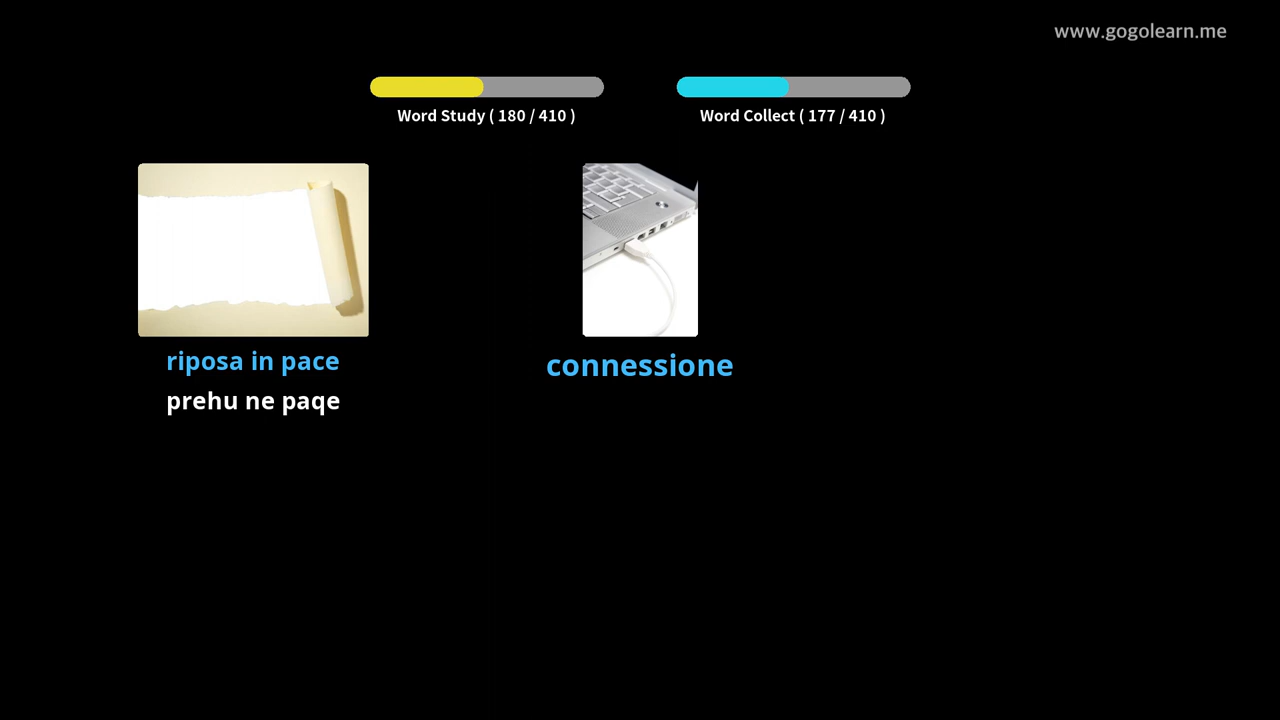 www.gogolearn.me
Word Study ( 180 / 410 )
Word Collect ( 177 / 410 )
riposa in pace
prehu ne paqe
connessione